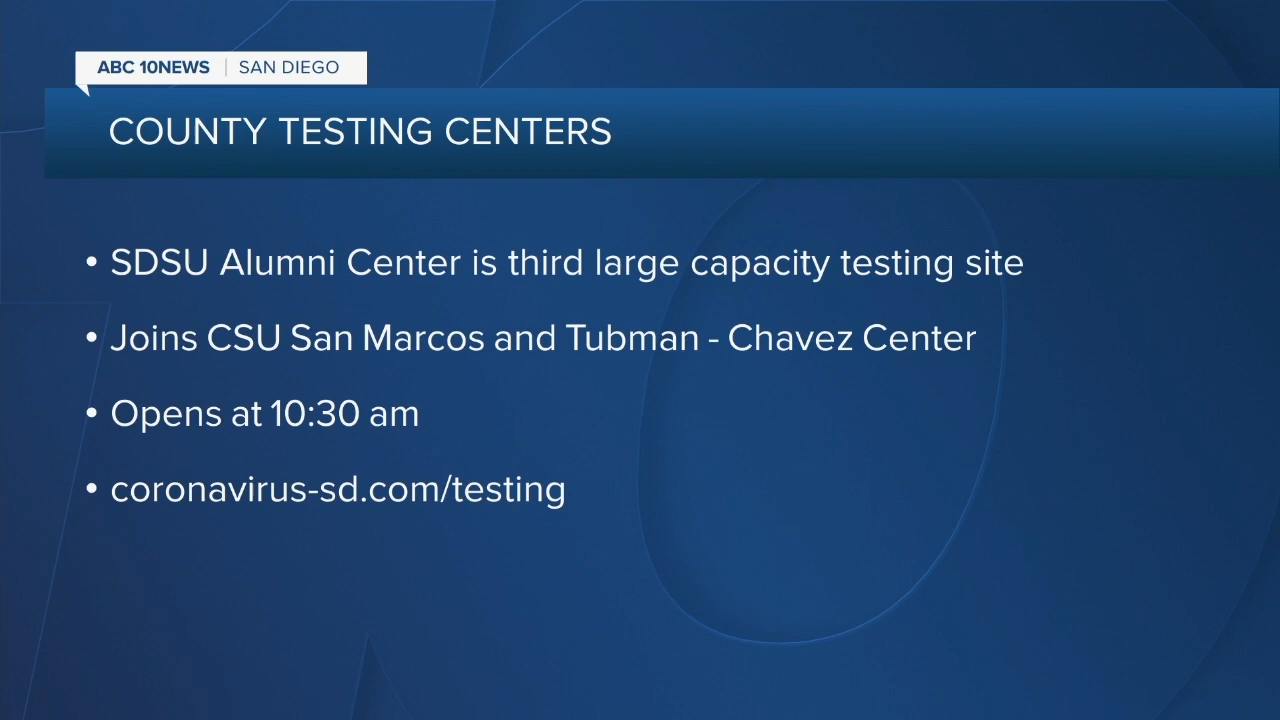 ABC 10NEWS | SAN DIEGO
COUNTY TESTING CENTERS
• SDSU Alumni Center is third large capacity testing site
• Joins CSU San Marcos and Tubman - Chavez Center
• Opens at 10:30 am
• coronavirus-sd.com/testing